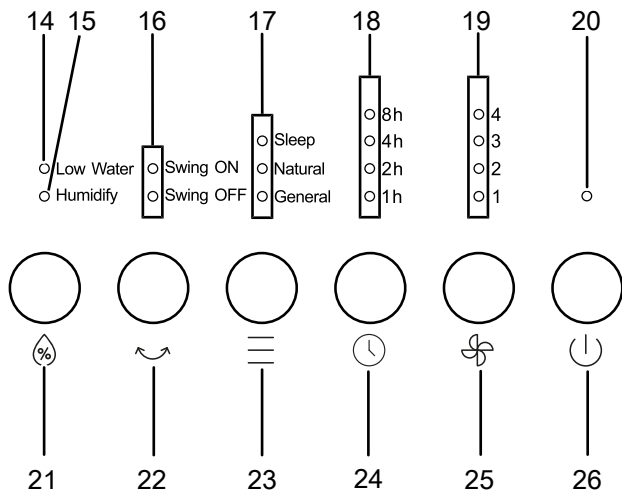 14 15 16 17 18 19 20
8h 4
Sleep 4h 3
Low Water Swing ON Natural 2h 2
Humidify Swing OFF General 1h 1
%
21 22 23 24 25 26